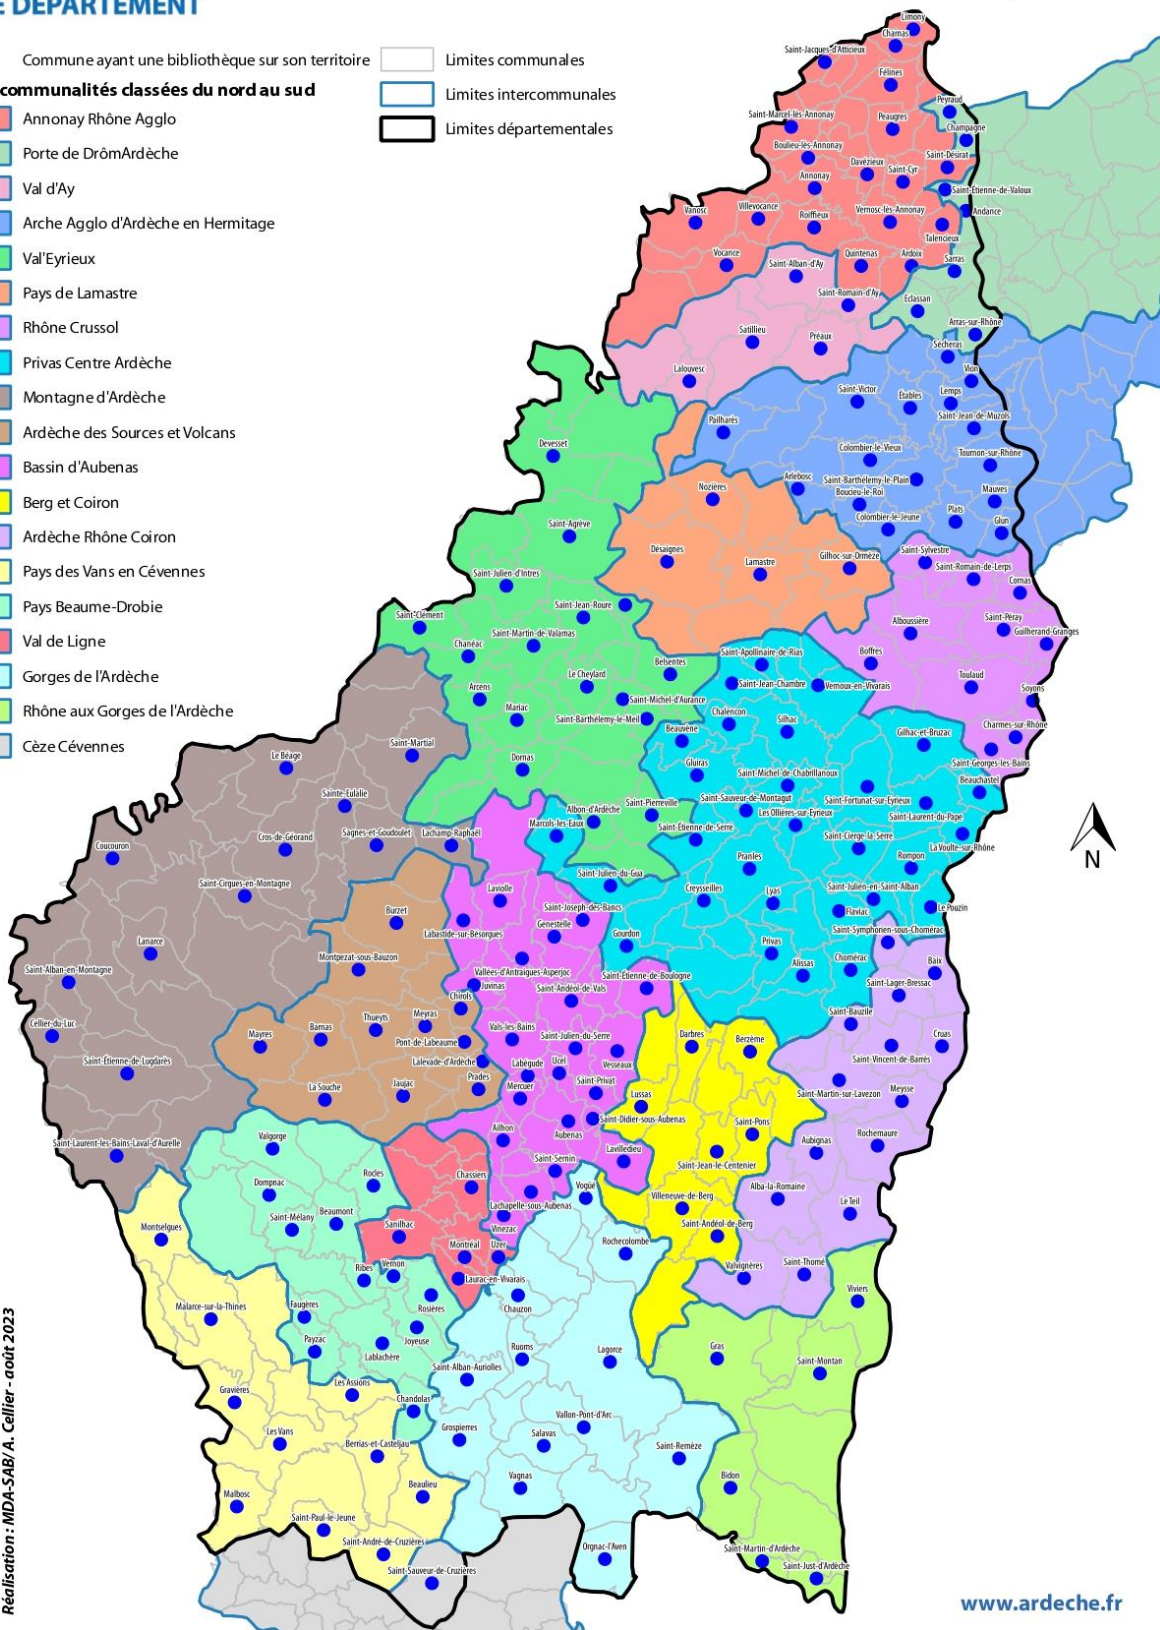 E DÉPARTEMENT
Commune ayant une bibliothèque sur son territoire
communalités classées du nord au sud
Annonay Rhône Agglo
Porte de DrômArdèche
Val d'Ay
Arche Agglo d'Ardèche en Hermitage
Val'Eyrieux
Pays de Lamastre
Rhône Crussol
Privas Centre Ardèche
Montagne d'Ardèche
Ardèche des Sources et Volcans
Bassin d'Aubenas
Berg et Coiron
Ardèche Rhône Coiron
Pays des Vans en Cévennes
Pays Beaume-Drobie
Val de Ligne
Gorges de l'Ardèche
Rhône aux Gorges de l'Ardèche
Cèze Cévennes
Limites communales
Limites intercommunales
Limites départementales
Limony
Charnas
Saint-Jacques-d'Atticieux
Félines
Peyraud
Saint-Marcel-lès-Annonay
Peaugres
Champagne
Boulieu-lès-Annonay
Davézieux
Saint-Désirat
Annonay
Saint-Cyr
Saint-Étienne-de-Valoux
Vanosc
Villevocance
Roiffieux
Vernosc-lès-Annonay
Andance
Talencieux
Vocance
Saint-Alban-d'Ay
Quintenas
Ardoix
Sarras
Saint-Romain-d'Ay
Eclassan
Arras-sur-Rhône
Satillieu
Préaux
Sécheras
Lalouvesc
Vion
Saint-Victor
Étables
Lemps
Saint-Jean-de-Muzols
Pailharès
Devesset
Colombier-le-Vieux
Tournon-sur-Rhône
Arlebosc
Saint-Barthélemy-le-Plain
Nozières
Boucieu-le-Roi
Mauves
Plats
Colombier-le-Jeune
Glun
Saint-Agrève
Desaignes
Lamastre
Gilhoc-sur-Ormèze
Saint-Sylvestre
Saint-Romain-de-Lerps
Saint-Julien-d'Intres
Cornas
Saint-Clément
Saint-Jean-Roure
Alboussière
Saint-Péray
Guilherand-Granges
Chanéac
Saint-Martin-de-Valamas
Saint-Apollinaire-de-Rias
Boffres
Belsentes
Arcens
Le Cheylard
Saint-Jean-Chambre
Vernoux-en-Vivarais
Toulaud
Soyons
Saint-Michel-d'Aurance
Mariac
Saint-Barthélemy-le-Meil
Chalencon
Silhac
Beauvène
Gilhac-et-Bruzac
Charmes-sur-Rhône
Saint-Martial
Le Béage
Dornas
Gluiras
Saint-Georges-les-Bains
Saint-Michel-de-Chabrillanoux
Beauchastel
Sainte-Eulalie
Saint-Pierreville
Saint-Sauveur-de-Montagut
Saint-Fortunat-sur-Eyrieux
Albon-d'Ardèche
Les Ollières-sur-Eyrieux
Saint-Laurent-du-Pape
Marcols-les-Eaux
Saint-Étienne-de-Serre
Coucouron
Cros-de-Géorand
Sagnes-et-Goudoulet
Lachamp-Raphaël
Saint-Cierge-la-Serre
La Voulte-sur-Rhône
Pranles
Rompon
Saint-Cirgues-en-Montagne
Saint-Julien-du-Gua
Laviolle
Creysseilles
Lyas
Saint-Julien-en-Saint-Alban
Burzet
Saint-Joseph-des-Bancs
Flaviac
Le Pouzin
Genestelle
Labastide-sur-Bésorgues
Saint-Symphorien-sous-Chomérac
Lanarce
Gourdon
Privas
Montpezat-sous-Bauzon
Chomérac
Baix
Saint-Alban-en-Montagne
Vallées-d'Antraigues-Asperjoc
Saint-Étienne-de-Boulogne
Alissas
Saint-Lager-Bressac
Juvinas
Saint-Andéol-de-Vals
Chirols
Cellier-du-Luc
Saint-Bauzile
Meyras
Thueyts
Barnas
Mayres
Vals-les-Bains
Saint-Julien-du-Serre
Darbres
Berzème
Cruas
Pont-de-Labeaume
Saint-Étienne-de-Lugdarès
Lalevade-d'Ardèche
Labégude
Ucel
Vesseaux
Saint-Vincent-de-Barrès
Prades
Mercuer
Saint-Privat
La Souche
Jaujac
Lussas
Saint-Martin-sur-Lavezon
Meysse
Saint-Didier-sous-Aubenas
Saint-Pons
Ailhon
Aubenas
Valgorge
Saint-Laurent-les-Bains-Laval-d'Aurelle
Lavilledieu
Aubignas
Rochemaure
Saint-Sernin
Saint-Jean-le-Centenier
Rocles
Chassiers
Dompnac
Vogüé
Alba-la-Romaine
Villeneuve-de-Berg
Lachapelle-sous-Aubenas
Le Teil
Saint-Mélany
Beaumont
Montselgues
Sanilhac
Vinezac
Saint-Andéol-de-Berg
Montréal
Uzer
Rochecolombe
Ribes
Vernon
Valvignères
Saint-Thomé
Laurac-en-Vivarais
Viviers
Malarce-sur-la-Thines
Faugères
Rosières
Chauzon
Payzac
Joyeuse
Lablachère
Ruoms
Lagorce
Gras
Saint-Montan
Saint-Alban-Auriolles
Les Assions
Gravières
Chandolas
Vallon-Pont-d'Arc
Les Vans
Grospierres
Salavas
Berrias-et-Casteljau
Saint-Remèze
Vagnas
Bidon
Beaulieu
Malbosc
Saint-Paul-le-Jeune
Saint-André-de-Cruzières
Orgnac-l'Aven
Saint-Martin-d'Ardèche
Saint-Sauveur-de-Cruzières
Saint-Just-d'Ardèche
N
Réalisation : MDA-SAB/ A. Cellier - août 2023
www.ardeche.fr